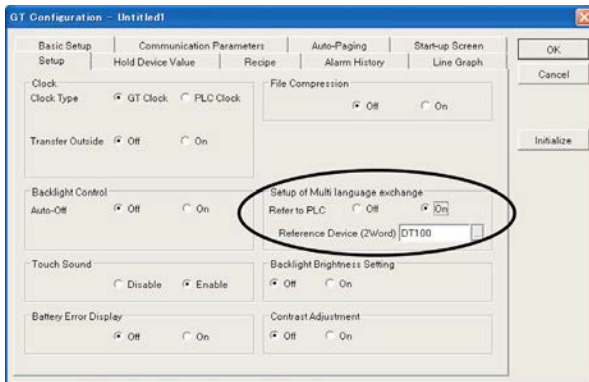 GT Configuration - Untitled1
Basic Setup
Communication Parameters
Auto-Paging
Start-up Screen
Setup
Hold Device Value
Recipe
Alarm History
Line Graph
OK
Cancel
Initialize
Clock
Clock Type
GT Clock
PLC Clock
Transfer Outside
Off
On
File Compression
Off
On
Backlight Control
Auto-Off
Off
On
Setup of Multi language exchange
Refer to PLC
Off
On
Reference Device (2Word)
DT100
...
Touch Sound
Disable
Enable
Backlight Brightness Setting
Off
On
Battery Error Display
Off
On
Contrast Adjustment
Off
On